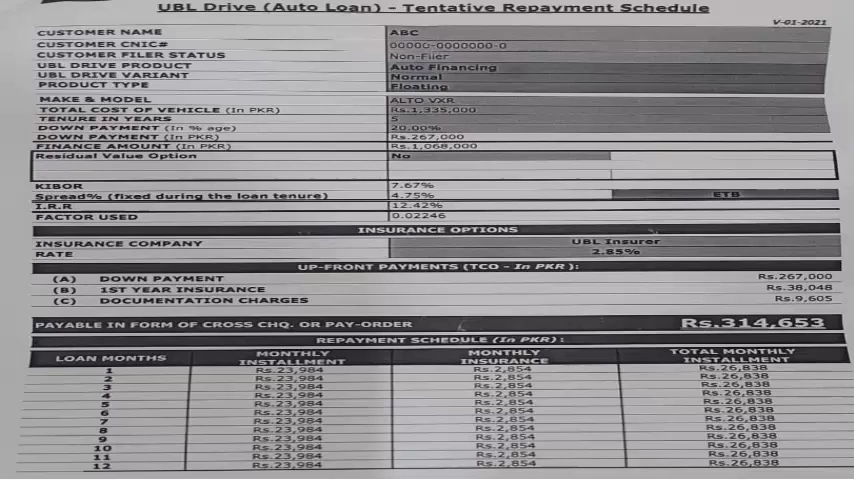 UBL Drive (Auto Loan) - Tentative Repayment Schedule
V-01-2021
CUSTOMER NAME ABC
CUSTOMER CNIC# 00000-0000000-0
CUSTOMER FILER STATUS Non-Filer
UBL DRIVE PRODUCT Auto Financing
UBL DRIVE VARIANT Normal
PRODUCT TYPE Floating
MAKE & MODEL ALTO VXR
TOTAL COST OF VEHICLE (In PKR) Rs.1,335,000
TENURE IN YEARS 5
DOWN PAYMENT (In % age) 20.00%
DOWN PAYMENT (In PKR) Rs.267,000
FINANCE AMOUNT (In PKR) Rs.1,068,000
Residual Value Option No
KIBOR 7.67%
Spread% (fixed during the loan tenure) 4.75% ETB
I.R.R 12.42%
FACTOR USED 0.02246
INSURANCE OPTIONS
INSURANCE COMPANY UBL Insurer
RATE 2.85%
UP-FRONT PAYMENTS (TCO - In PKR):
(A) DOWN PAYMENT Rs.267,000
(B) 1ST YEAR INSURANCE Rs.38,048
(C) DOCUMENTATION CHARGES Rs.9,605
PAYABLE IN FORM OF CROSS CHQ. OR PAY-ORDER Rs.314,653
REPAYMENT SCHEDULE (In PKR):
LOAN MONTHS MONTHLY INSTALLMENT MONTHLY INSURANCE TOTAL MONTHLY INSTALLMENT
1 Rs.23,984 Rs.2,854 Rs.26,838
2 Rs.23,984 Rs.2,854 Rs.26,838
3 Rs.23,984 Rs.2,854 Rs.26,838
4 Rs.23,984 Rs.2,854 Rs.26,838
5 Rs.23,984 Rs.2,854 Rs.26,838
6 Rs.23,984 Rs.2,854 Rs.26,838
7 Rs.23,984 Rs.2,854 Rs.26,838
8 Rs.23,984 Rs.2,854 Rs.26,838
9 Rs.23,984 Rs.2,854 Rs.26,838
10 Rs.23,984 Rs.2,854 Rs.26,838
11 Rs.23,984 Rs.2,854 Rs.26,838
12 Rs.23,984 Rs.2,854 Rs.26,838